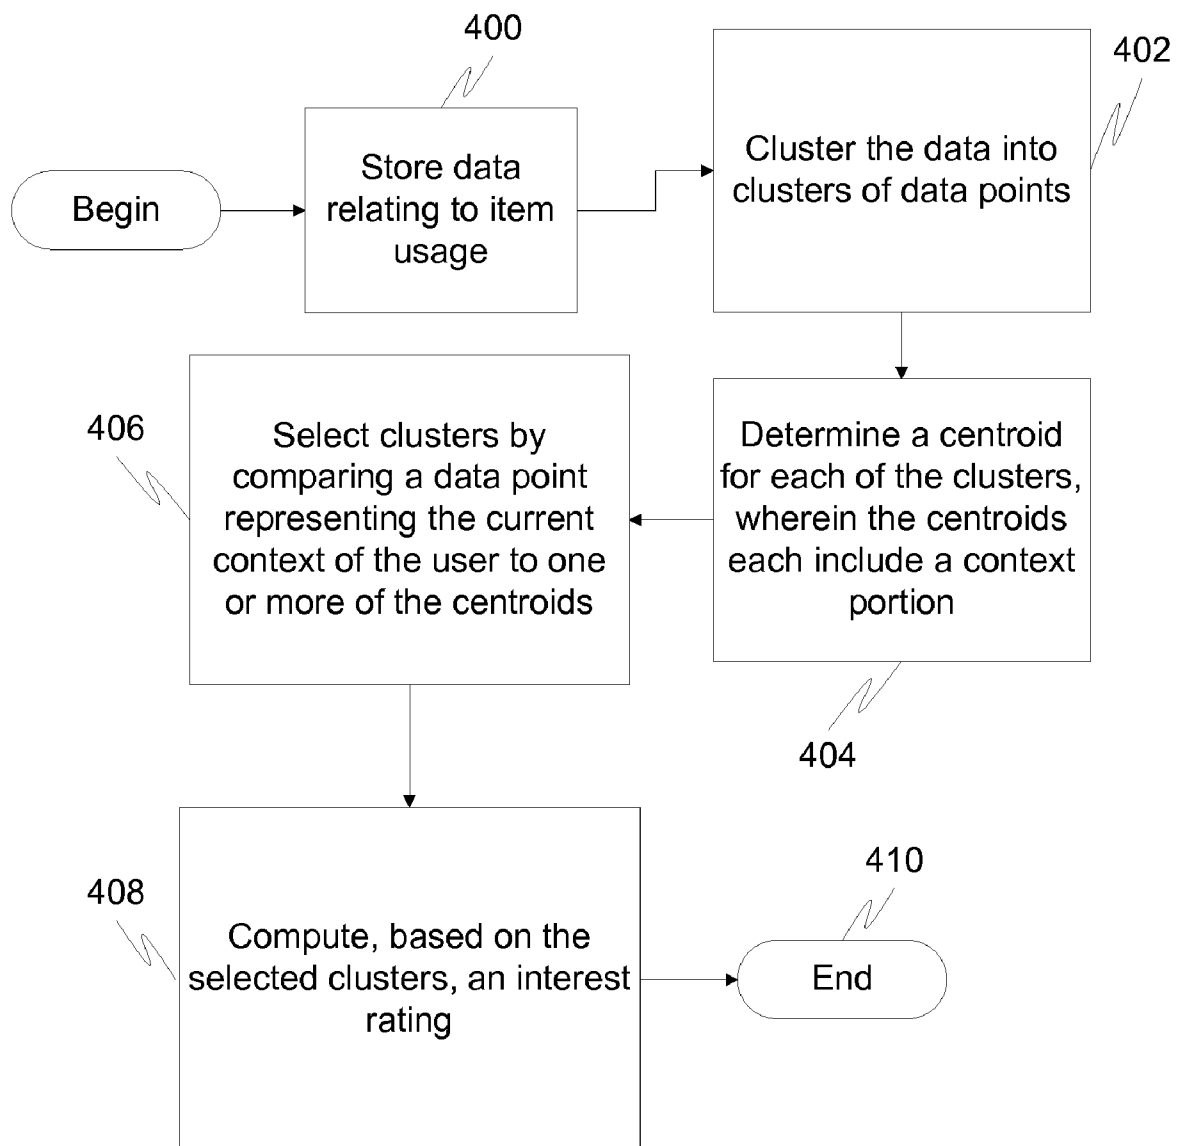 400
402
Begin
Store data
relating to item
usage
Cluster the data into
clusters of data points
406
Select clusters by
comparing a data point
representing the current
context of the user to one
or more of the centroids
Determine a centroid
for each of the clusters,
wherein the centroids
each include a context
portion
404
408
Compute, based on the
selected clusters, an interest
rating
410
End